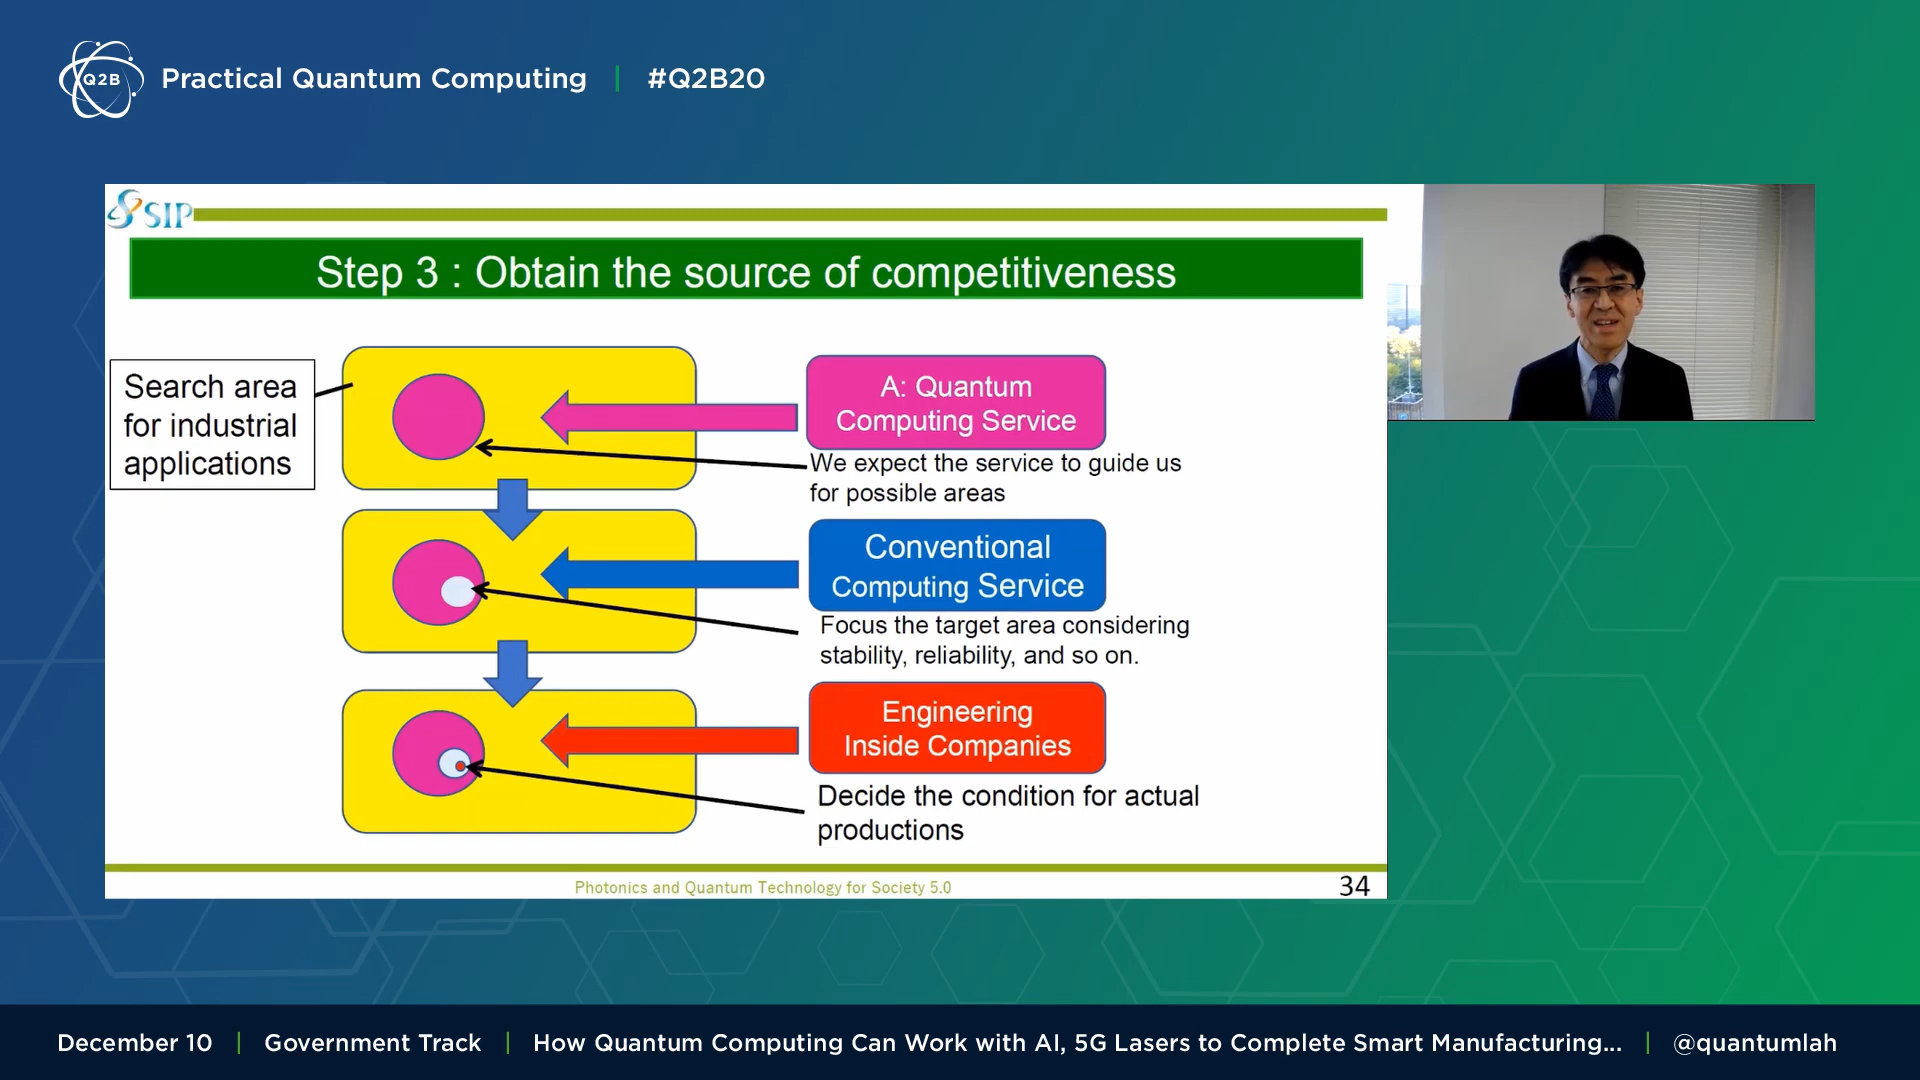 Q2B
Practical Quantum Computing | #Q2B20
SIP
Step 3 : Obtain the source of competitiveness
Search area
for industrial
applications
A: Quantum
Computing Service
We expect the service to guide us
for possible areas
Conventional
Computing Service
Focus the target area considering
stability, reliability, and so on.
Engineering
Inside Companies
Decide the condition for actual
productions
Photonics and Quantum Technology for Society 5.0
34
December 10 | Government Track | How Quantum Computing Can Work with AI, 5G Lasers to Complete Smart Manufacturing... | @quantumlah